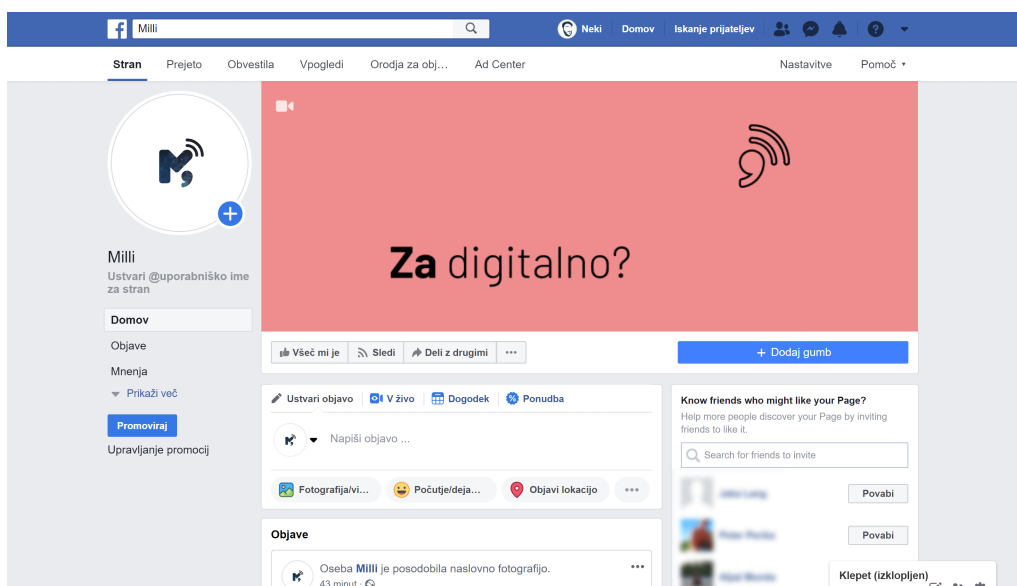 Milli
Neki
Domov
Iskanje prijateljev
Stran
Prejeto
Obvestila
Vpogledi
Orodja za obj…
Ad Center
Nastavitve
Pomoč
Za digitalno?
Milli
Ustvari @uporabniško ime
za stran
Domov
Objave
Mnenja
Prikaži več
Promoviraj
Upravljanje promocij
Všeč mi je
Sledi
Deli z drugimi
+ Dodaj gumb
Ustvari objavo
V živo
Dogodek
Ponudba
Napiši objavo ...
Fotografija/vi…
Počutje/deja…
Objavi lokacijo
Objave
Oseba Milli je posodobila naslovno fotografijo.
43 minut ·
Know friends who might like your Page?
Help more people discover your Page by inviting
friends to like it.
Search for friends to invite
Povabi
Povabi
Klepet (izklopljen)